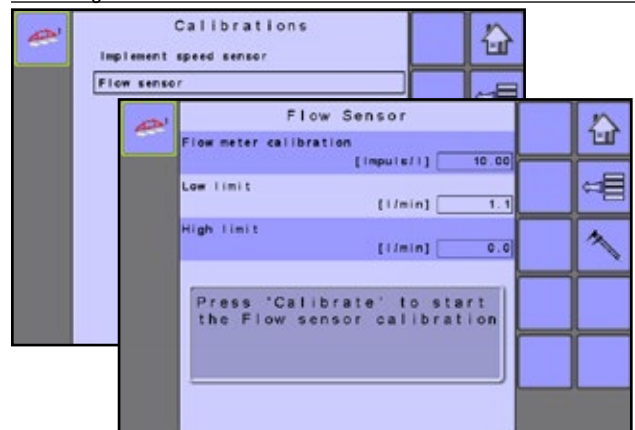 Calibrations
Implement speed sensor
Flow sensor
Flow Sensor
Flow meter calibration
[Impuls/l] 10.00
Low limit
[l/min] 1.1
High limit
[l/min] 0.0
Press 'Calibrate' to start
the Flow sensor calibration